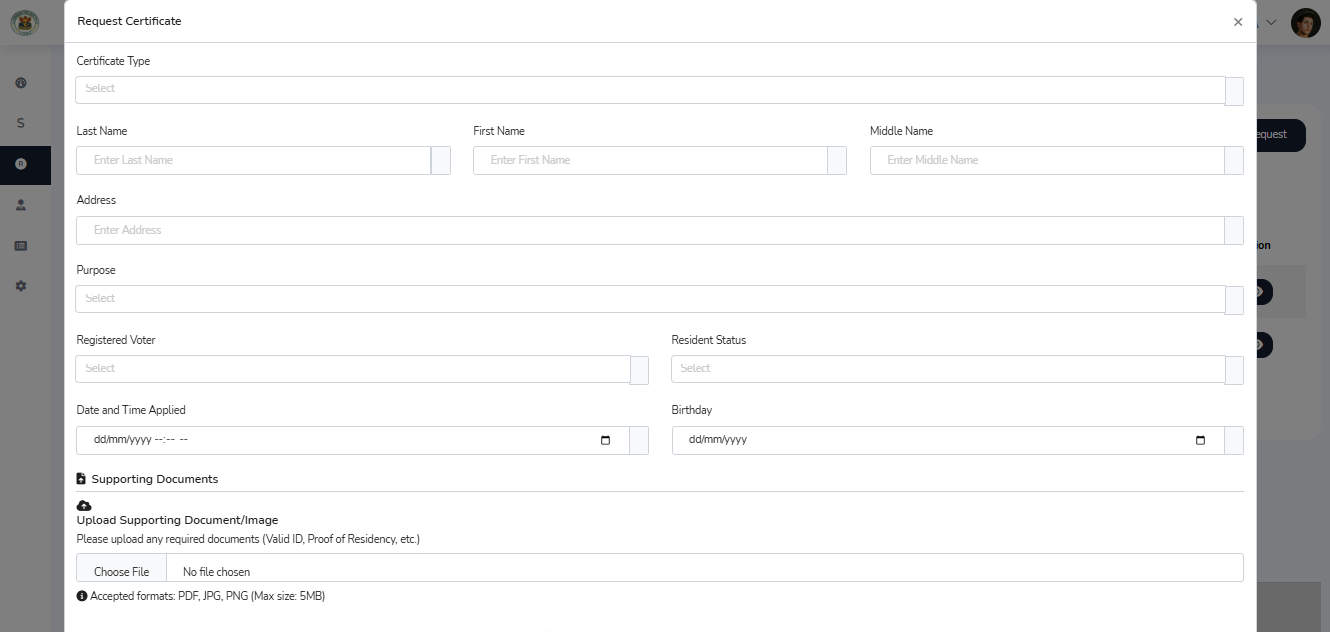 Request Certificate
×
Certificate Type
Select
Last Name First Name Middle Name
Enter Last Name Enter First Name Enter Middle Name
Address
Enter Address
Purpose
Select
Registered Voter Resident Status
Select Select
Date and Time Applied Birthday
dd/mm/yyyy --:-- -- dd/mm/yyyy
Supporting Documents
Upload Supporting Document/Image
Please upload any required documents (Valid ID, Proof of Residency, etc.)
Choose File No file chosen
Accepted formats: PDF, JPG, PNG (Max size: 5MB)
S
R
equest
ion